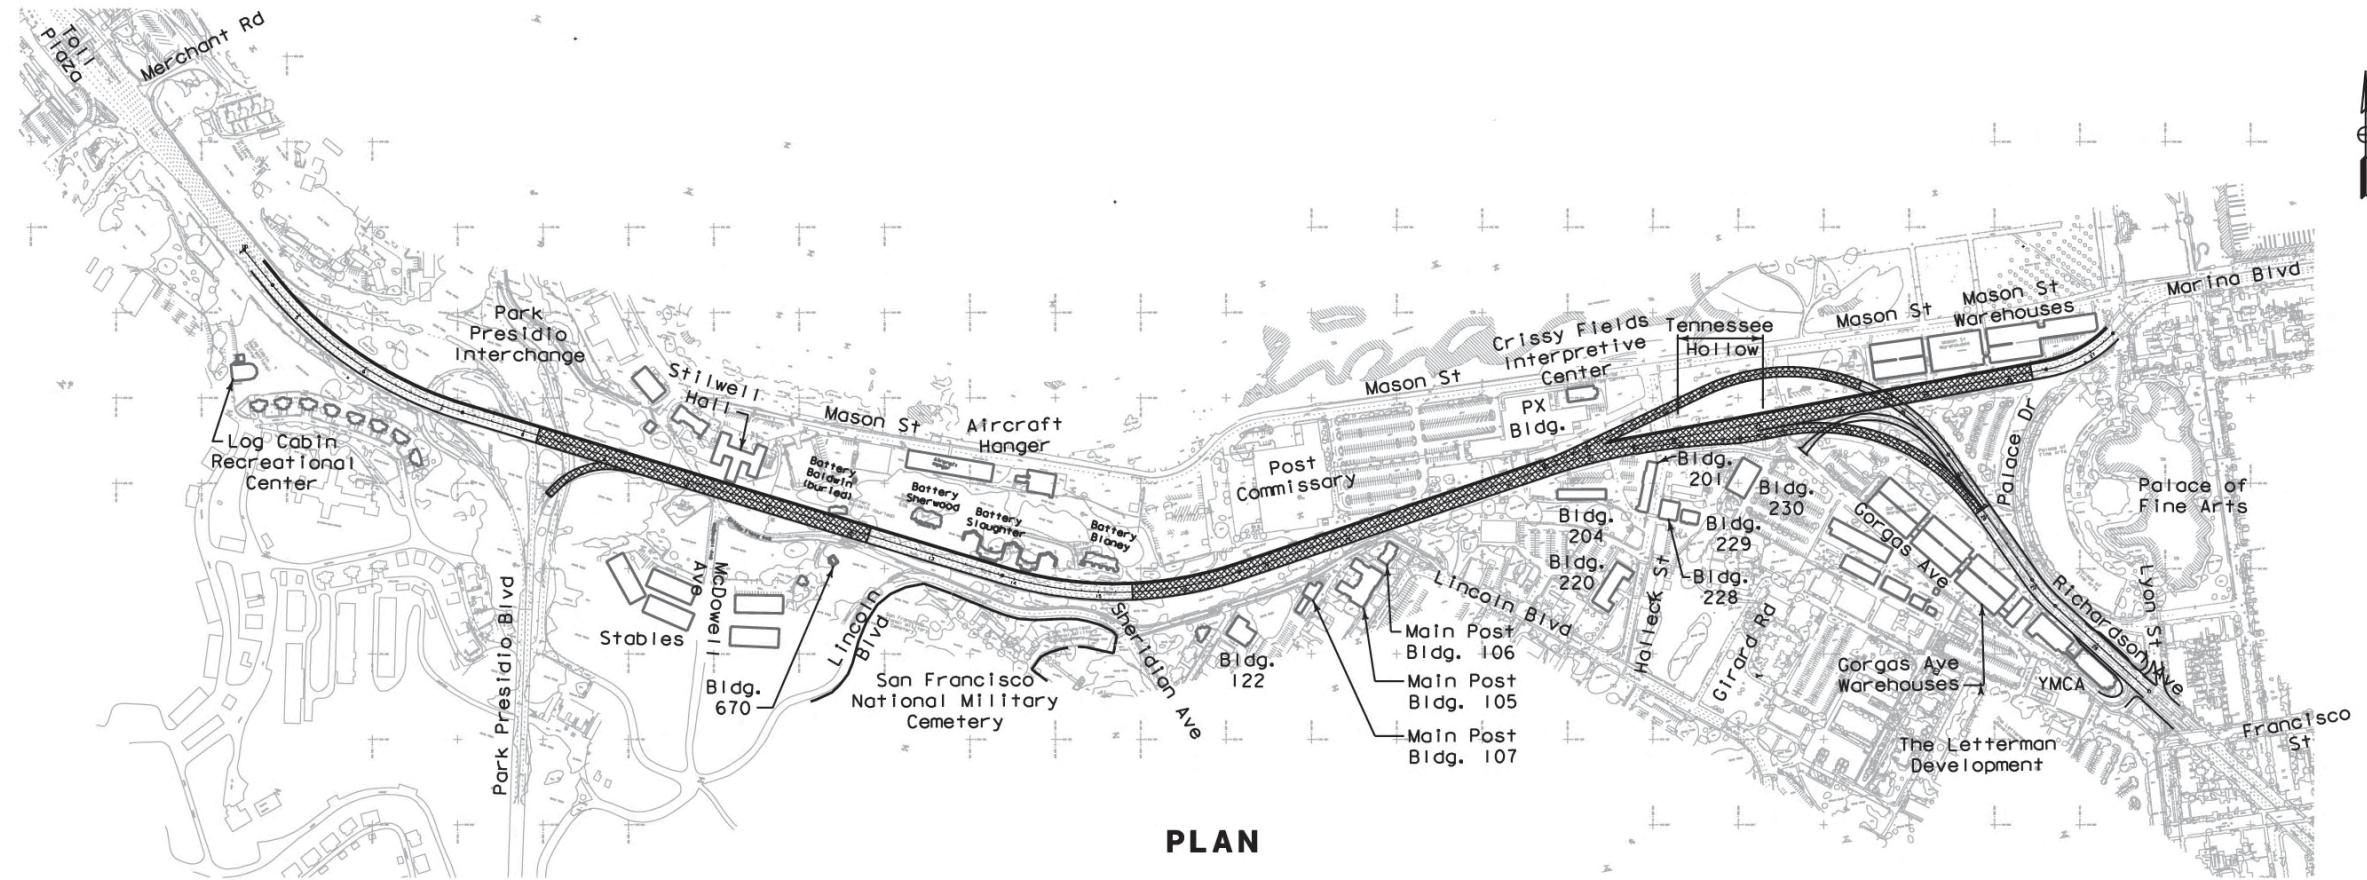 Toll
Plaza
Merchant Rd
Park
Presidio
Interchange
Log Cabin
Recreational
Center
Stilwell
Hall
Mason St
Aircraft
Hanger
Battery
Baldwin
(buried)
Battery
Sherwood
Battery
Slaughter
Battery
Blaney
Stables
McDowell
Ave
Park Presidio Blvd
Bldg.
670
Lincoln
Blvd
San Francisco
National Military
Cemetery
Sheridian Ave
Bldg.
122
Post
Commissary
Mason St
Crissy Fields
Interpretive
Center
PX
Bldg.
Tennessee
Hollow
Mason St
Mason St
Warehouses
Marina Blvd
Bldg.
201
Bldg.
204
Bldg.
220
Bldg.
229
Bldg.
228
Bldg.
230
Lincoln Blvd
Halleck St
Girard Rd
Main Post
Bldg. 106
Main Post
Bldg. 105
Main Post
Bldg. 107
Gorgas Ave
Gorgas Ave
Warehouses
Palace Dr
Palace of
Fine Arts
Lyon St
Richardson Ave
YMCA
The Letterman
Development
Francisco
St
PLAN